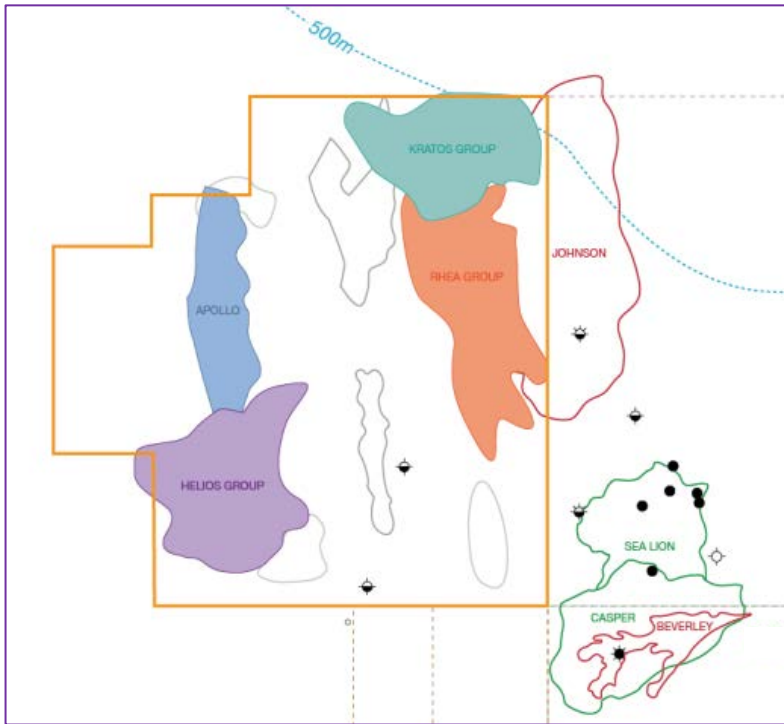 500m
KRATOS GROUP
JOHNSON
RHEA GROUP
APOLLO
HELIOS GROUP
SEA LION
CASPER
BEVERLEY